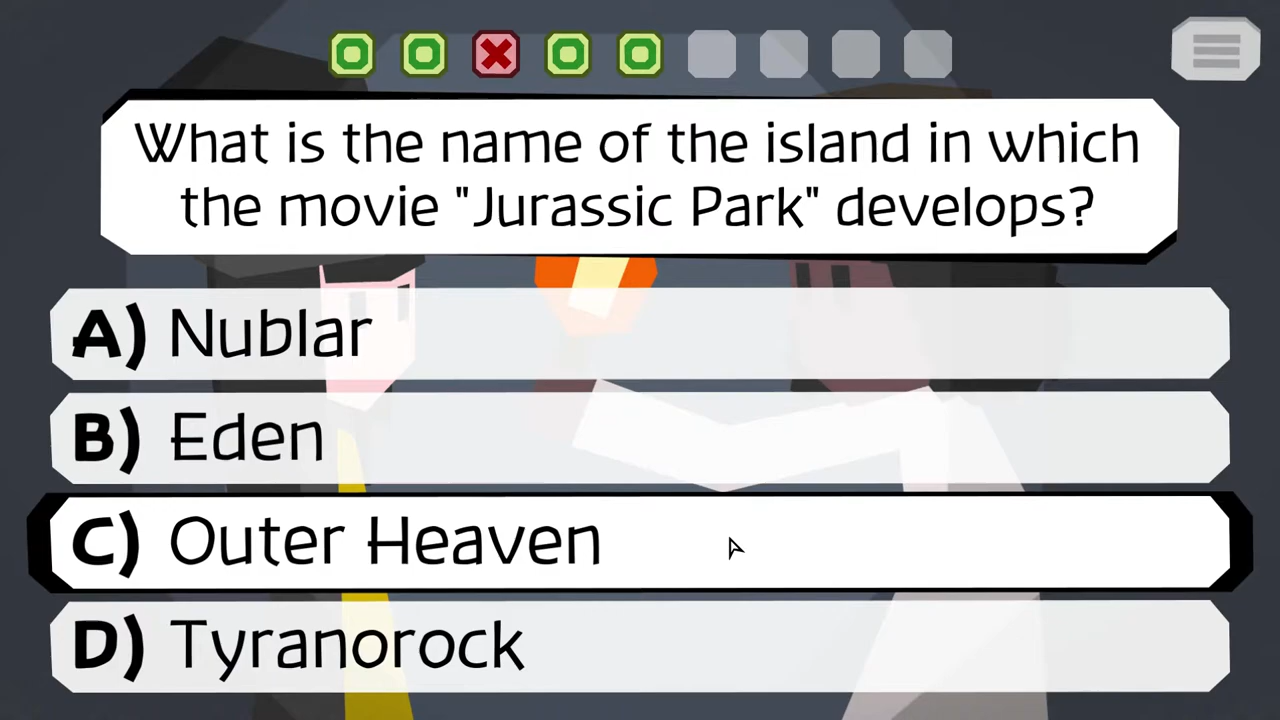 What is the name of the island in which
the movie "Jurassic Park" develops?
A) Nublar
B) Eden
C) Outer Heaven
D) Tyranorock